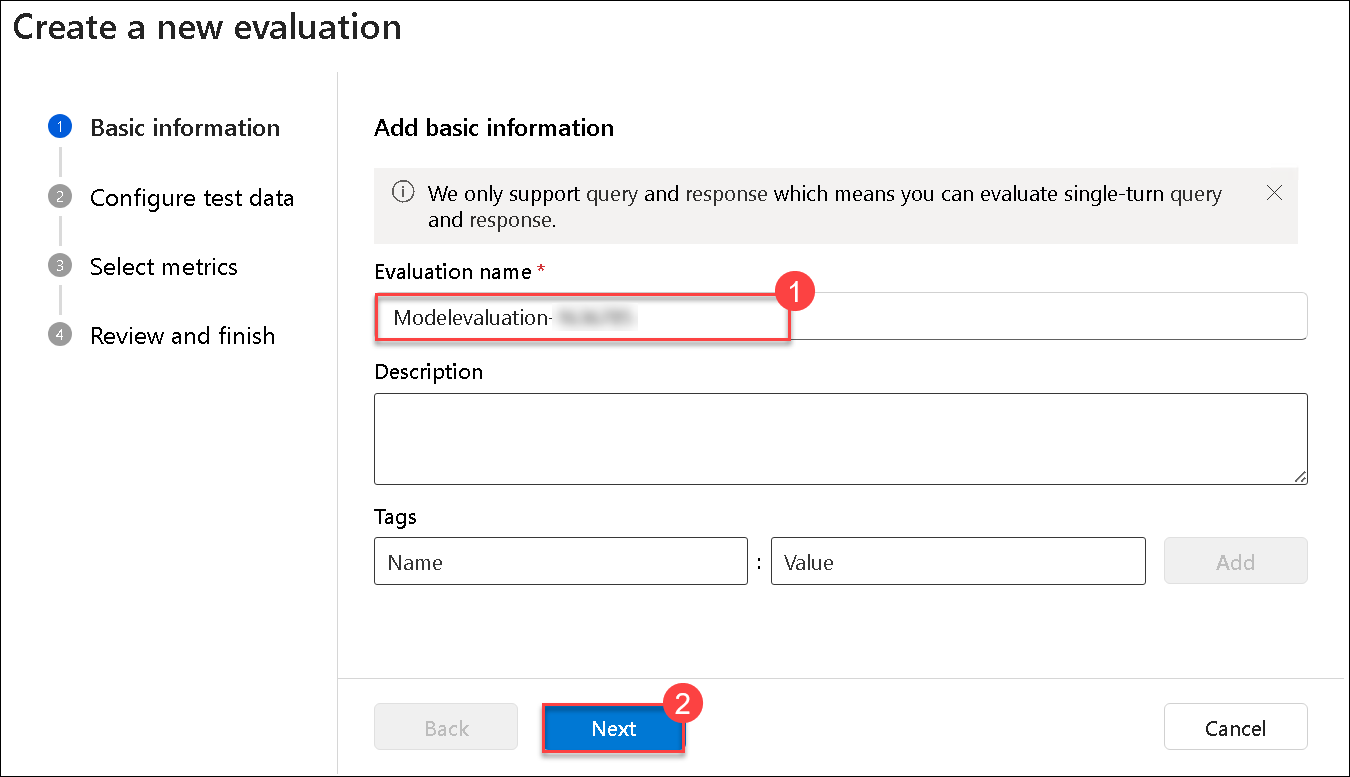 Create a new evaluation
1 Basic information
2 Configure test data
3 Select metrics
4 Review and finish
Add basic information
We only support query and response which means you can evaluate single-turn query
and response.
Evaluation name *
1
Modelevaluation-
Description
Tags
Name : Value Add
2
Back Next Cancel